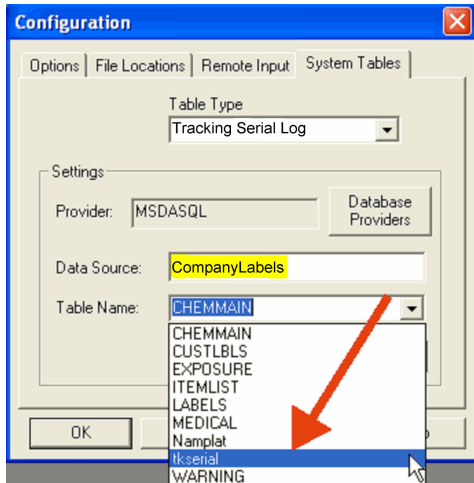 Configuration
Options File Locations Remote Input System Tables
Table Type
Tracking Serial Log
Settings
Provider: MSDASQL
Database
Providers
Data Source: CompanyLabels
Table Name: CHEMMAIN
CHEMMAIN
CUSTLBLS
EXPOSURE
ITEMLIST
LABELS
MEDICAL
Namplat
OK
tkserial
WARNING